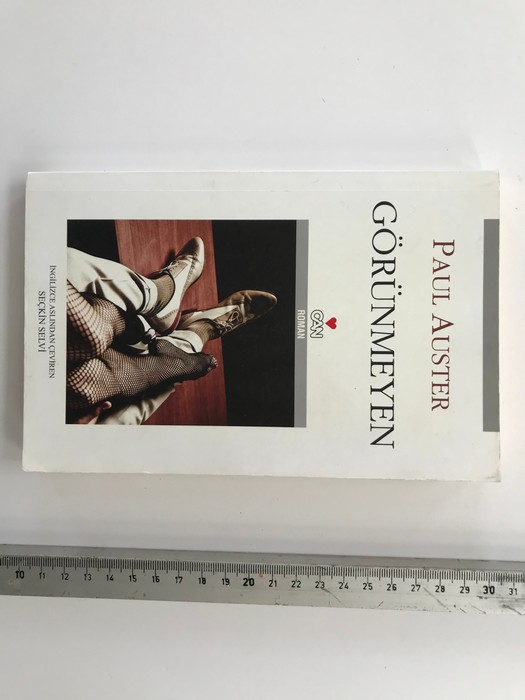 PAUL AUSTER
GÖRÜNMEYEN
CAN
ROMAN
İNGİLİZCE ASLINDAN ÇEVİREN
SEÇKİN SELVİ
10 11 12 13 14 15 16 17 18 19 20 21 22 23 24 25 26 27 28 29 30 31